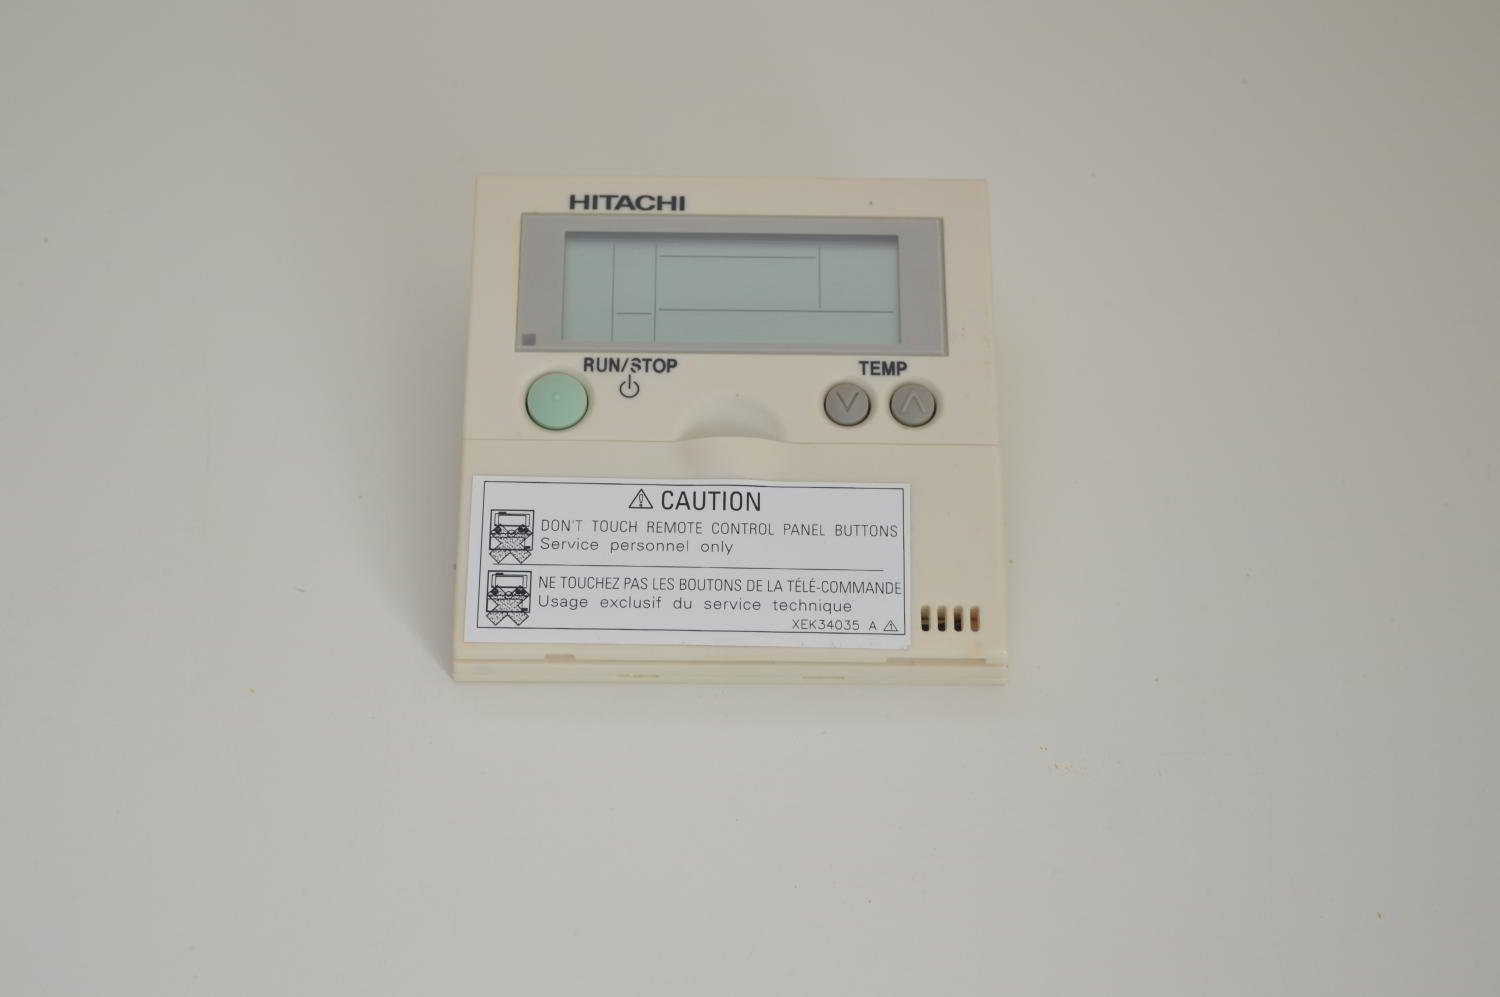 HITACHI
RUN/STOP
TEMP
CAUTION
DON'T TOUCH REMOTE CONTROL PANEL BUTTONS
Service personnel only
NE TOUCHEZ PAS LES BOUTONS DE LA TÉLÉ-COMMANDE
Usage exclusif du service technique
XEK34035 A